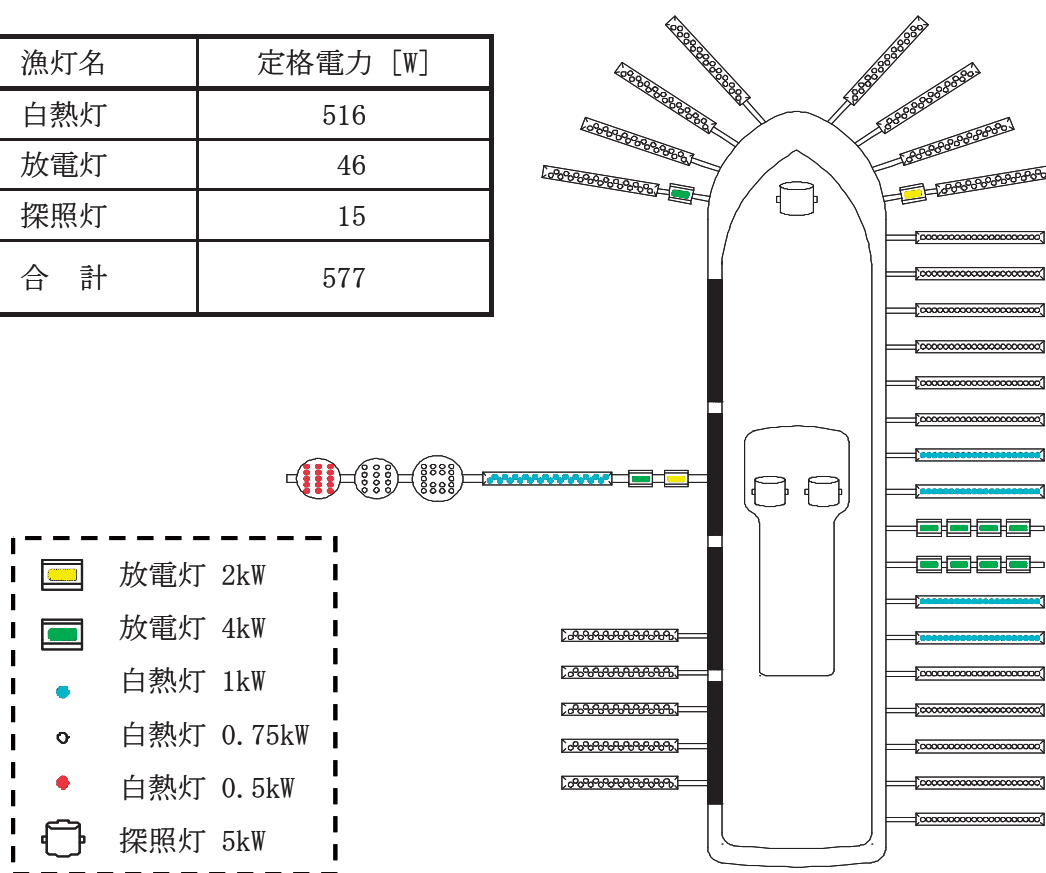 漁灯名 定格電力 [W]
白熱灯 516
放電灯 46
探照灯 15
合 計 577
放電灯 2kW
放電灯 4kW
白熱灯 1kW
白熱灯 0.75kW
白熱灯 0.5kW
探照灯 5kW